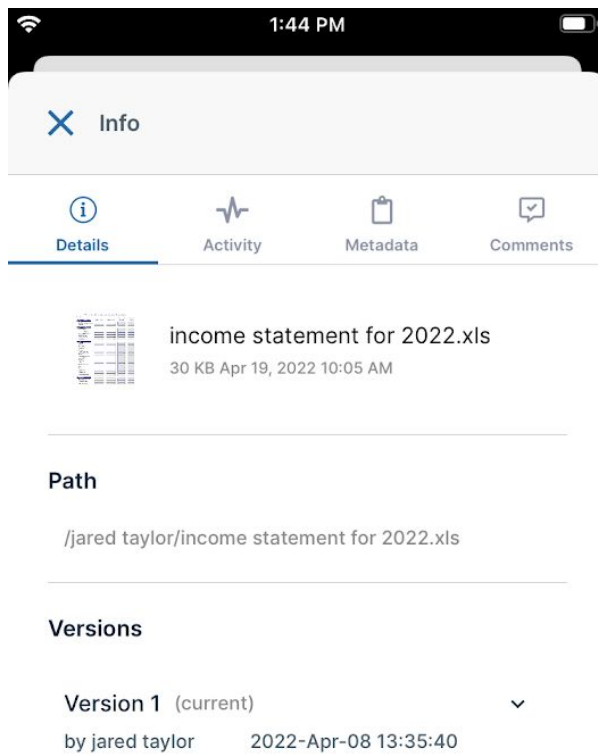 1:44 PM
Info
Details Activity Metadata Comments
income statement for 2022.xls
30 KB Apr 19, 2022 10:05 AM
Path
/jared taylor/income statement for 2022.xls
Versions
Version 1 (current)
by jared taylor 2022-Apr-08 13:35:40